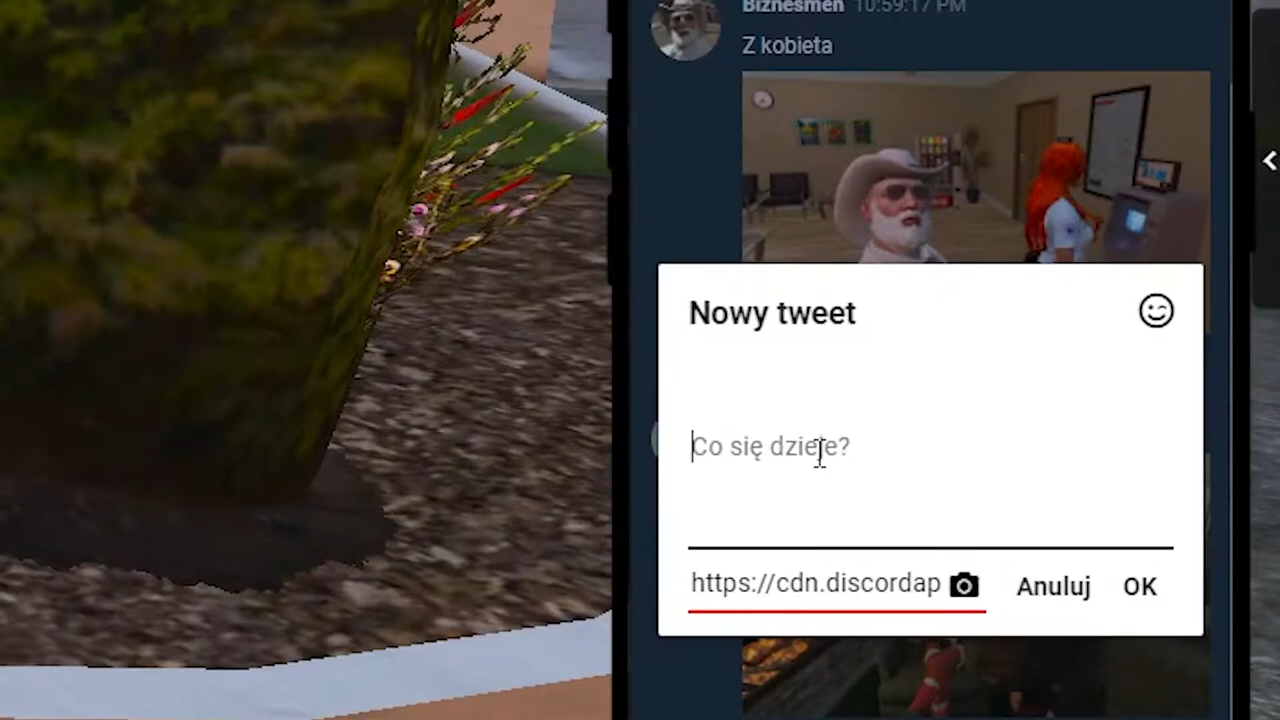 Biznesmen 10:59:17 PM
Z kobieta
Nowy tweet
Co się dzieje?
https://cdn.discordap
Anuluj OK